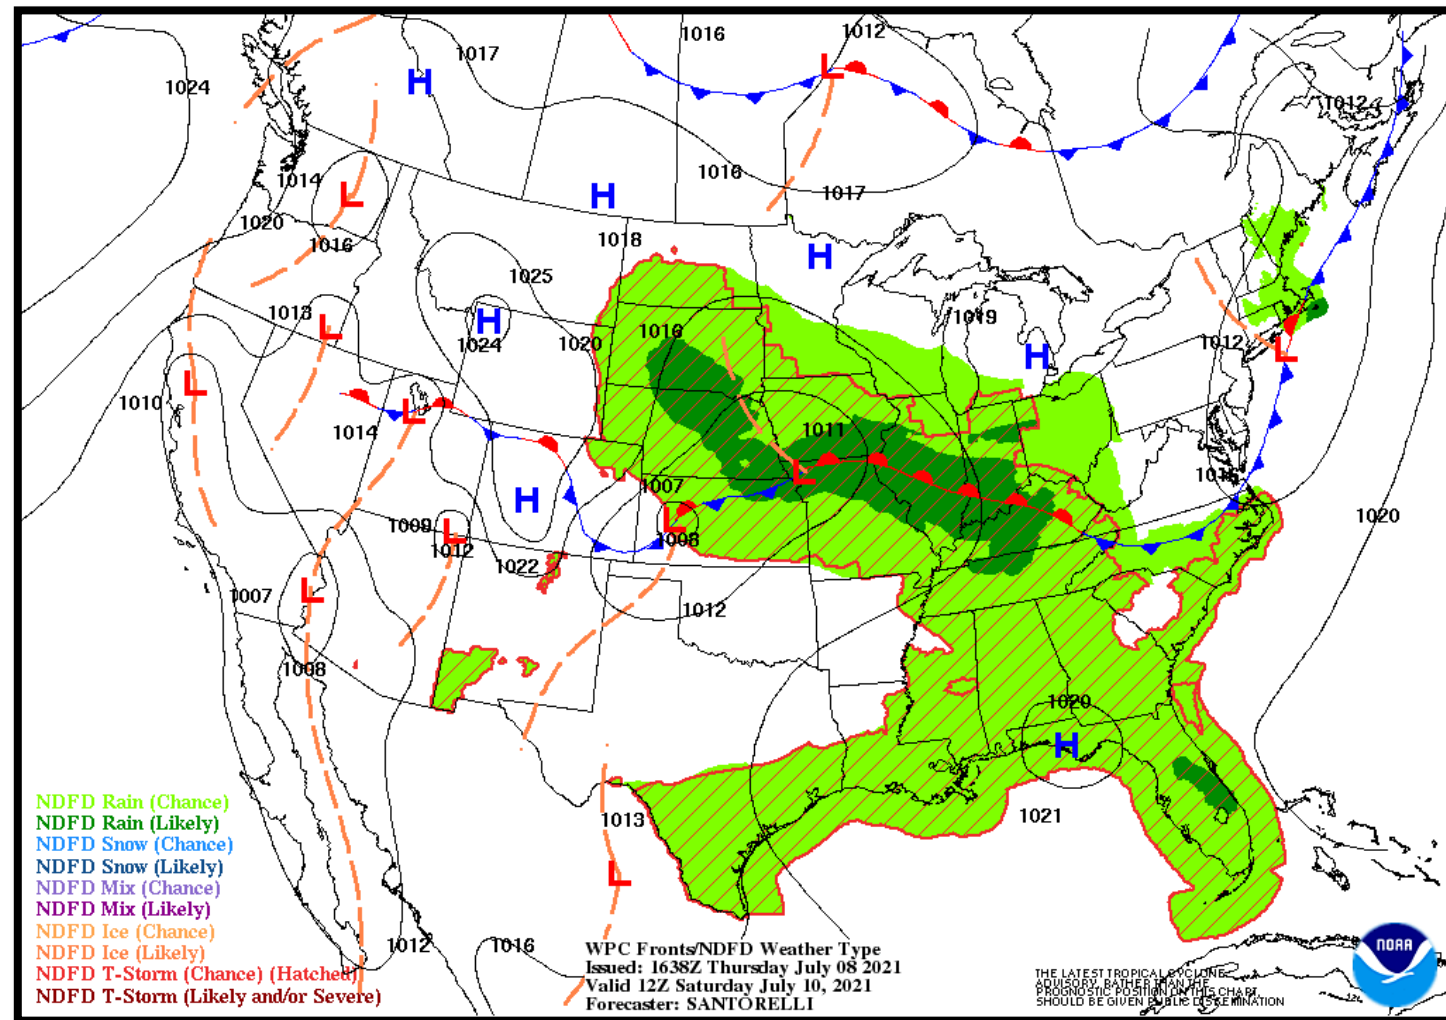 1016
1012
1017
1024
1012
1014
1016
1020
1017
1016
1018
1025
1013
1024
1020
1016
1019
1012
1010
1014
1011
1007
1009
1012
1008
1022
1020
1007
1012
1008
1020
1013
1021
1012
1016
H
L
H
L
H
H
L
H
H
L
L
L
L
H
L
L
L
H
L
L
NDFD Rain (Chance)
NDFD Rain (Likely)
NDFD Snow (Chance)
NDFD Snow (Likely)
NDFD Mix (Chance)
NDFD Mix (Likely)
NDFD Ice (Chance)
NDFD Ice (Likely)
NDFD T-Storm (Chance) (Hatched)
NDFD T-Storm (Likely and/or Severe)
WPC Fronts/NDFD Weather Type
Issued: 1638Z Thursday July 08 2021
Valid 12Z Saturday July 10, 2021
Forecaster: SANTORELLI
THE LATEST TROPICAL CYCLONE
ADVISORY, RATHER THAN THE
PROGNOSTIC POSITION ON THIS CHART,
SHOULD BE GIVEN PUBLIC DISSEMINATION
NOAA